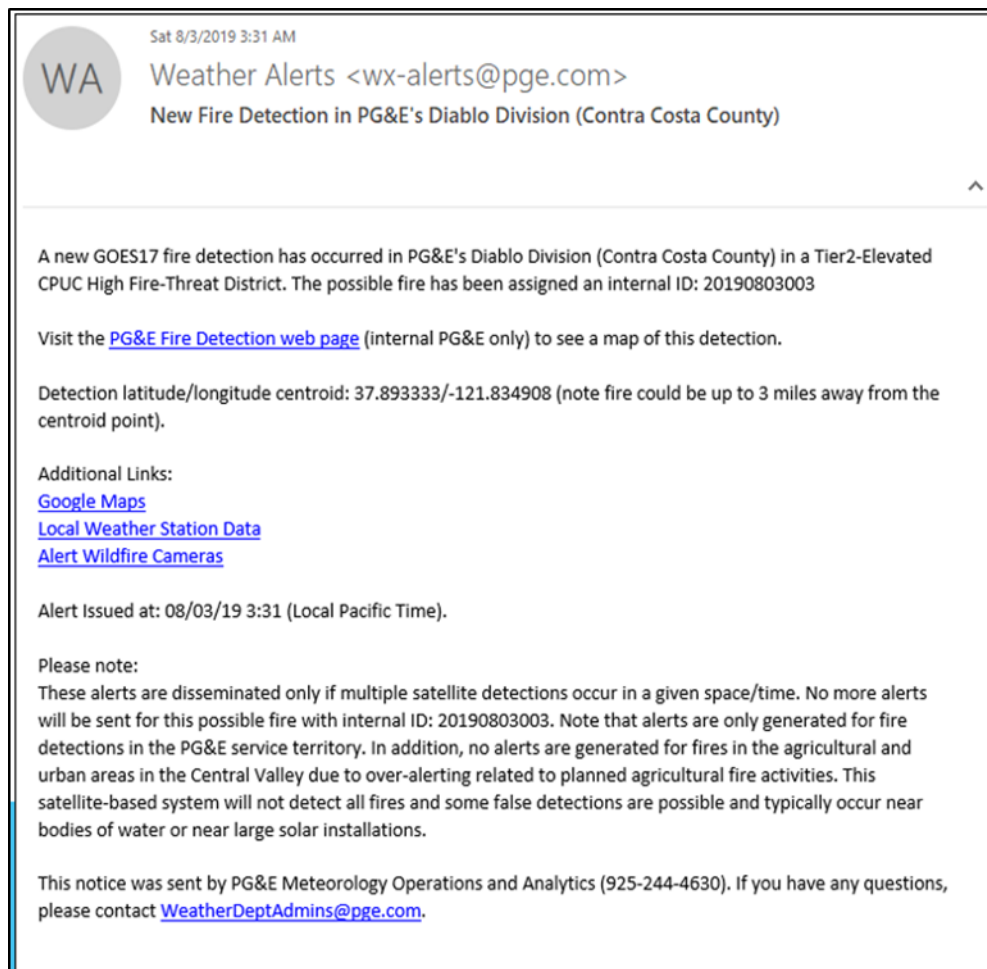 Sat 8/3/2019 3:31 AM
WA
Weather Alerts <wx-alerts@pge.com>
New Fire Detection in PG&E's Diablo Division (Contra Costa County)
A new GOES17 fire detection has occurred in PG&E's Diablo Division (Contra Costa County) in a Tier2-Elevated
CPUC High Fire-Threat District. The possible fire has been assigned an internal ID: 20190803003
Visit the PG&E Fire Detection web page (internal PG&E only) to see a map of this detection.
Detection latitude/longitude centroid: 37.893333/-121.834908 (note fire could be up to 3 miles away from the
centroid point).
Additional Links:
Google Maps
Local Weather Station Data
Alert Wildfire Cameras
Alert Issued at: 08/03/19 3:31 (Local Pacific Time).
Please note:
These alerts are disseminated only if multiple satellite detections occur in a given space/time. No more alerts
will be sent for this possible fire with internal ID: 20190803003. Note that alerts are only generated for fire
detections in the PG&E service territory. In addition, no alerts are generated for fires in the agricultural and
urban areas in the Central Valley due to over-alerting related to planned agricultural fire activities. This
satellite-based system will not detect all fires and some false detections are possible and typically occur near
bodies of water or near large solar installations.
This notice was sent by PG&E Meteorology Operations and Analytics (925-244-4630). If you have any questions,
please contact WeatherDeptAdmins@pge.com.